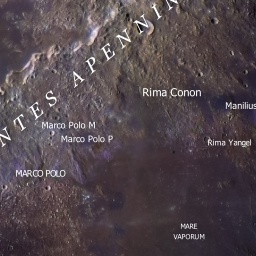 NTES APENNIN
Rima Conon
Manilius
Marco Polo M
Marco Polo P
Rima Yangel
MARCO POLO
MARE
VAPORUM